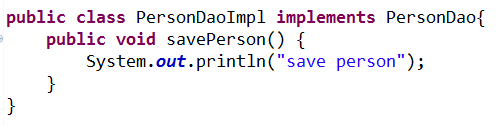 public class PersonDaoImpl implements PersonDao{
    public void savePerson() {
        System.out.println("save person");
    }
}